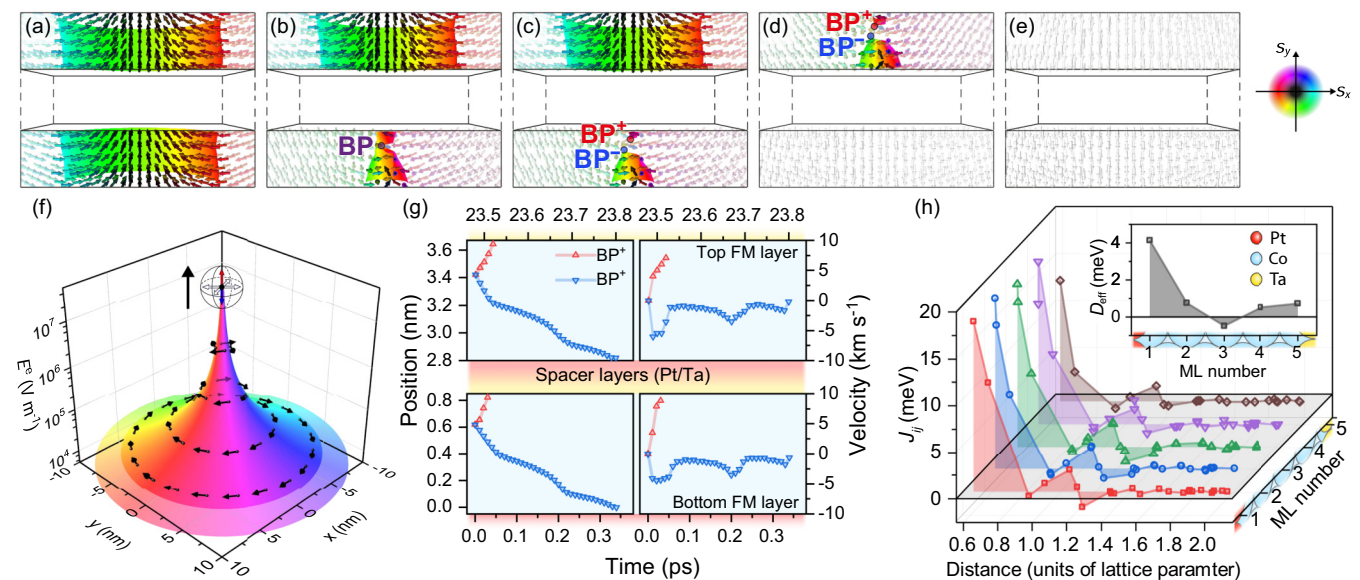 (a)
(b)
(c)
(d)
(e)
BP
BP⁺
BP⁻
BP⁺
BP⁻
Sy
Sx
(f)
Eᵉ (V m⁻¹)
10⁷
10⁶
10⁵
10⁴
-10
-5
0
5
10
y (nm)
10
5
0
-5
-10
x (nm)
(g)
23.5 23.6 23.7 23.8 23.5 23.6 23.7 23.8
3.6
3.4
3.2
3.0
2.8
BP⁺
BP⁺
Top FM layer
10
5
0
-5
-10
Spacer layers (Pt/Ta)
Position (nm)
Velocty (km s⁻¹)
0.8
0.6
0.4
0.2
0.0
Bottom FM layer
10
5
0
-5
-10
0.0 0.1 0.2 0.3 0.0 0.1 0.2 0.3
Time (ps)
(h)
Jij (meV)
20
15
10
5
0
0.6 0.8 1.0 1.2 1.4 1.6 1.8 2.0
Distance (units of lattice paramter)
1
2
3
4
5
ML number
Deff (meV)
4
2
0
1 2 3 4 5
ML number
Pt
Co
Ta